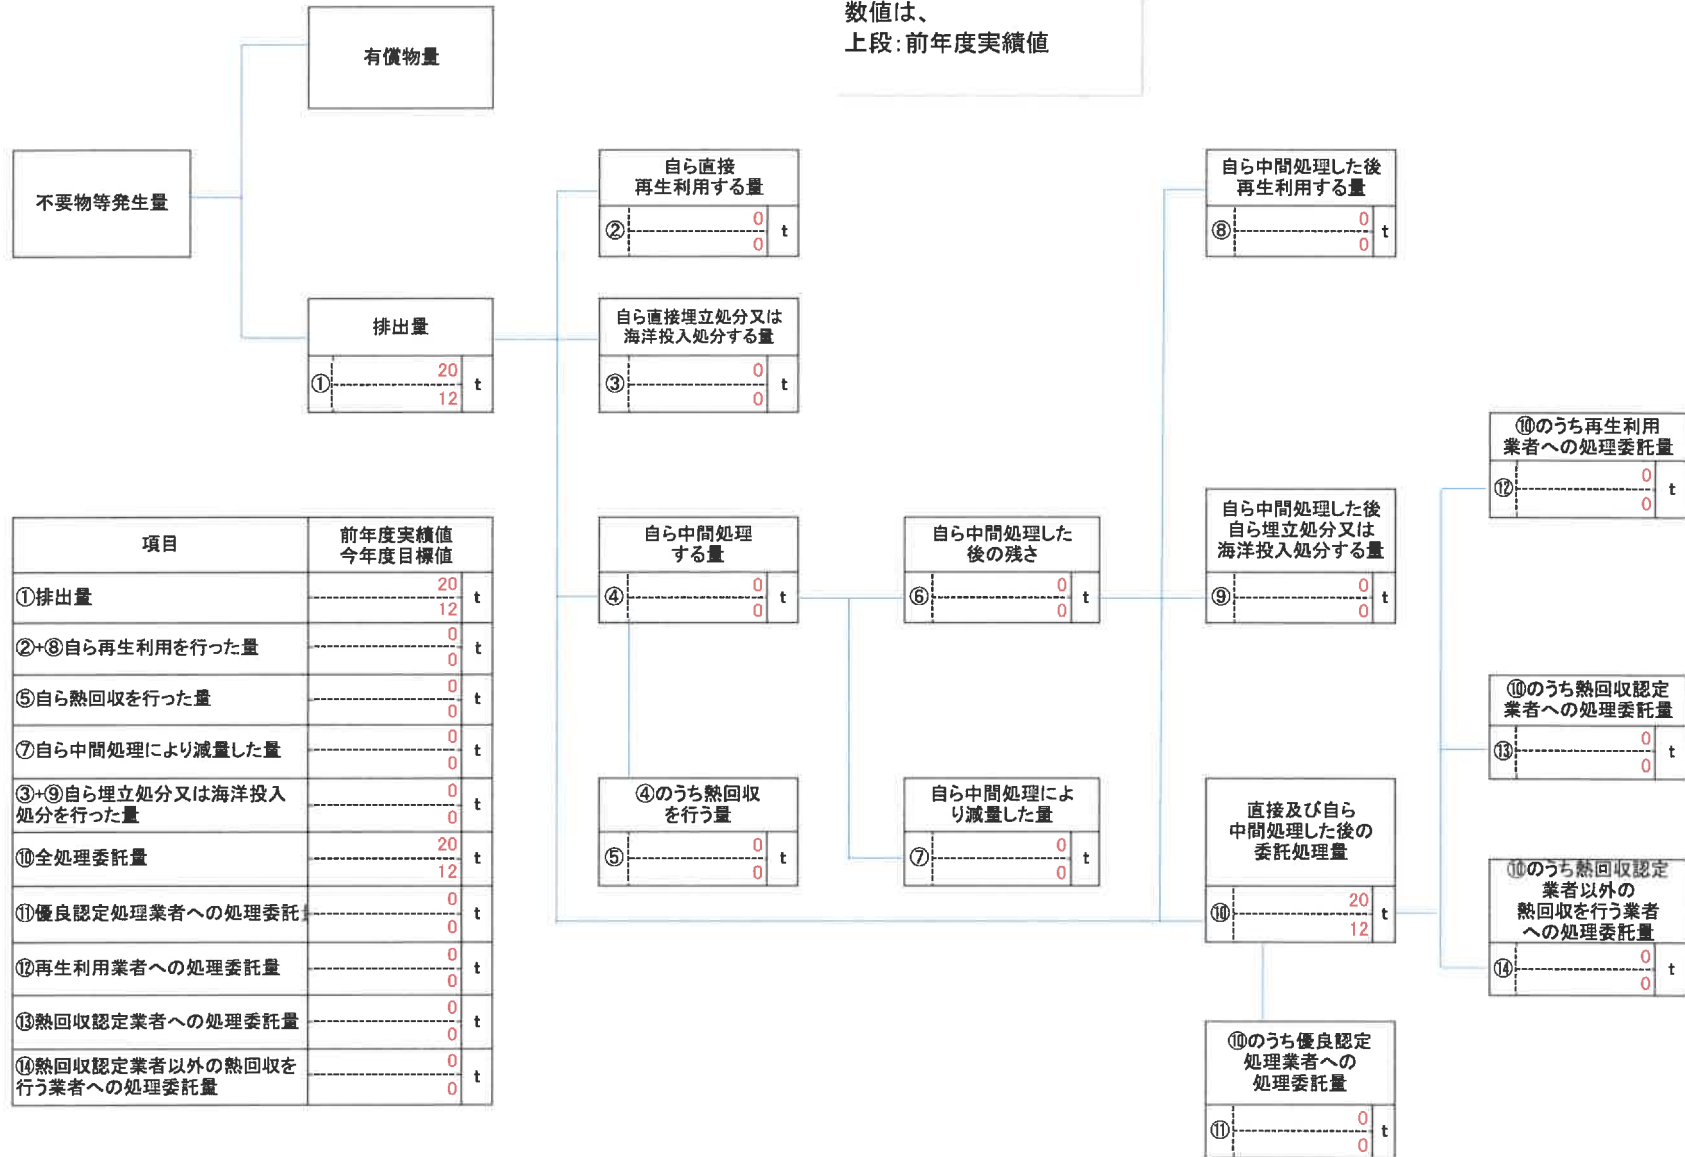 数値は、
上段:前年度実績値
有償物量
不要物等発生量
排出量
①
20
12
t
自ら直接
再生利用する量
②
0
0
t
自ら直接埋立処分又は
海洋投入処分する量
③
0
0
t
自ら中間処理した後
再生利用する量
⑧
0
0
t
自ら中間処理
する量
④
0
0
t
自ら中間処理した
後の残さ
⑥
0
0
t
自ら中間処理した後
自ら埋立処分又は
海洋投入処分する量
⑨
0
0
t
④のうち熱回収
を行う量
⑤
0
0
t
自ら中間処理によ
り減量した量
⑦
0
0
t
直接及び自ら
中間処理した後の
委託処理量
⑩
20
12
t
⑩のうち優良認定
処理業者への
処理委託量
⑪
0
0
t
⑩のうち再生利用
業者への処理委託量
⑫
0
0
t
⑩のうち熱回収認定
業者への処理委託量
⑬
0
0
t
⑩のうち熱回収認定
業者以外の
熱回収を行う業者
への処理委託量
⑭
0
0
t
項目
前年度実績値
今年度目標値
①排出量
20
12
t
②+⑧自ら再生利用を行った量
0
0
t
⑤自ら熱回収を行った量
0
0
t
⑦自ら中間処理により減量した量
0
0
t
③+⑨自ら埋立処分又は海洋投入
処分を行った量
0
0
t
⑩全処理委託量
20
12
t
⑪優良認定処理業者への処理委託
0
0
t
⑫再生利用業者への処理委託量
0
0
t
⑬熱回収認定業者への処理委託量
0
0
t
⑭熱回収認定業者以外の熱回収を
行う業者への処理委託量
0
0
t